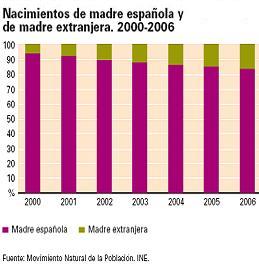 Nacimientos de madre española y
de madre extranjera. 2000-2006
100
90
80
70
60
50
40
30
20
10
%
2000 2001 2002 2003 2004 2005 2006
Madre española Madre extranjera
Fuente: Movimiento Natural de la Población. INE.